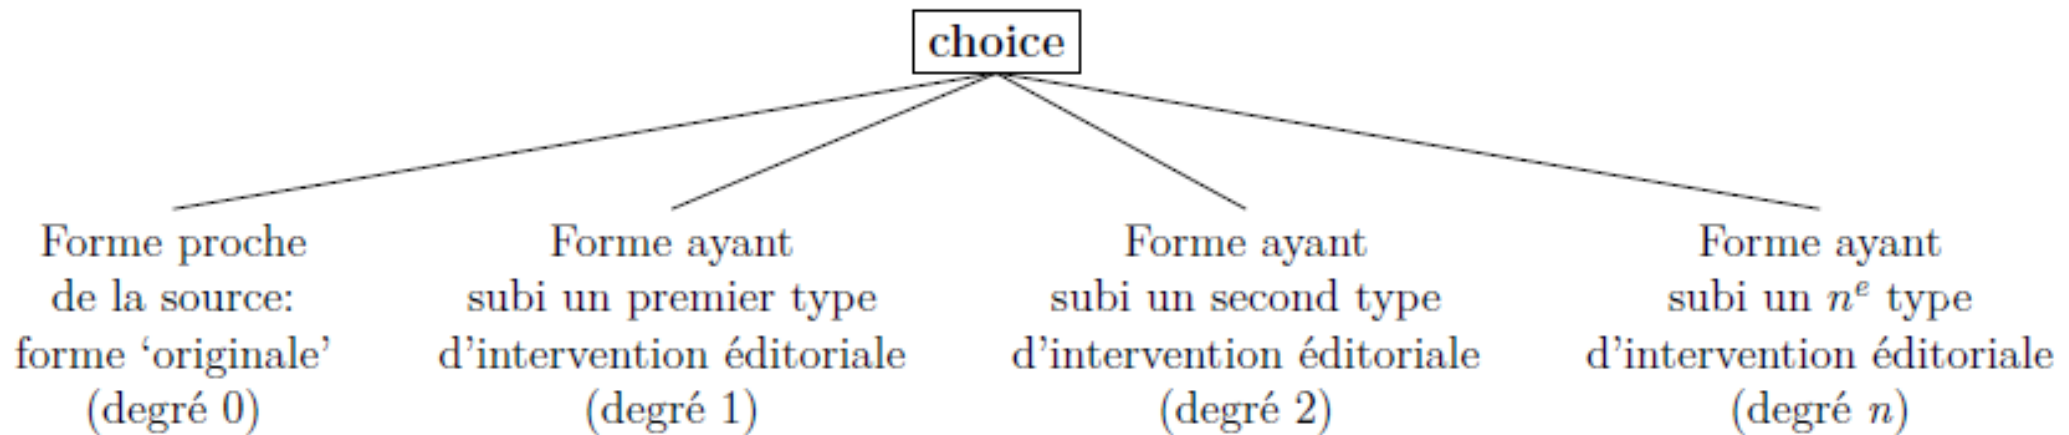 choice
Forme proche
de la source:
forme ‘originale’
(degré 0)
Forme ayant
subi un premier type
d’intervention éditoriale
(degré 1)
Forme ayant
subi un second type
d’intervention éditoriale
(degré 2)
Forme ayant
subi un nᵉ type
d’intervention éditoriale
(degré n)